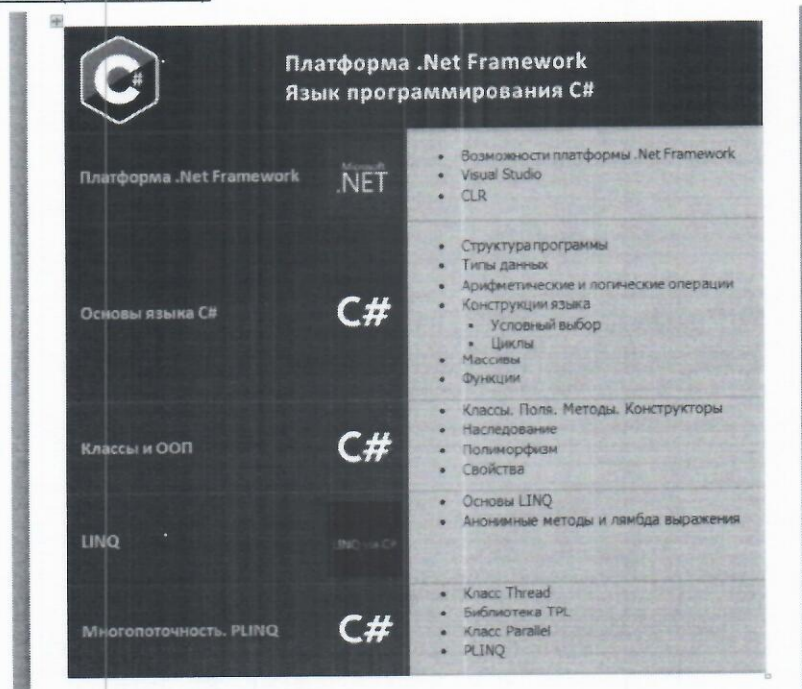 C#
Платформа .Net Framework
Язык программирования C#
Платформа .Net Framework
Microsoft
.NET
• Возможности платформы .Net Framework
• Visual Studio
• CLR
Основы языка C#
C#
• Структура программы
• Типы данных
• Арифметические и логические операции
• Конструкции языка
• Условный выбор
• Циклы
• Массивы
• Функции
Классы и ООП
C#
• Классы. Поля. Методы. Конструкторы
• Наследование
• Полиморфизм
• Свойства
LINQ
LINQ C#
• Основы LINQ
• Анонимные методы и лямбда выражения
Многопоточность. PLINQ
C#
• Класс Thread
• Библиотека TPL
• Класс Parallel
• PLINQ